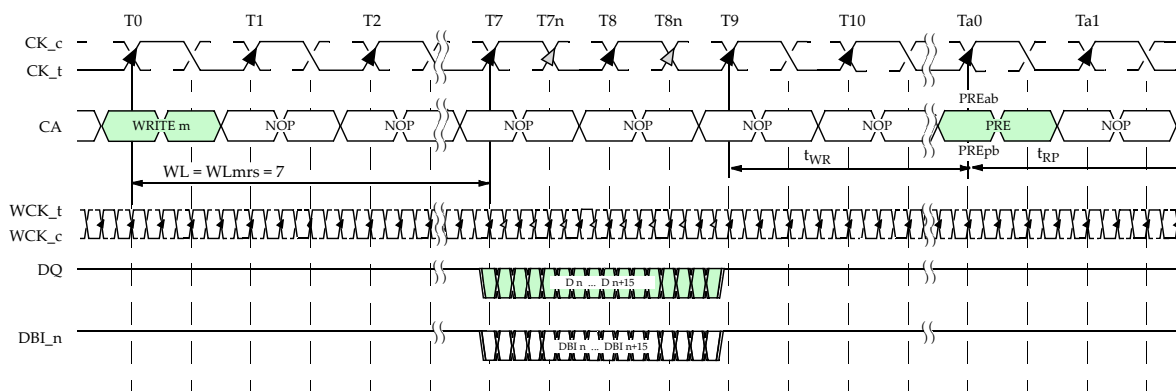 T0 T1 T2 T7 T7n T8 T8n T9 T10 Ta0 Ta1
CK_c
CK_t
PREab
CA WRITE m NOP NOP NOP NOP NOP NOP PRE NOP
PREpb
WL = WLmrs = 7 tWR tRP
WCK_t
WCK_c
DQ D n ... D n+15
DBI_n DBI n ... DBI n+15